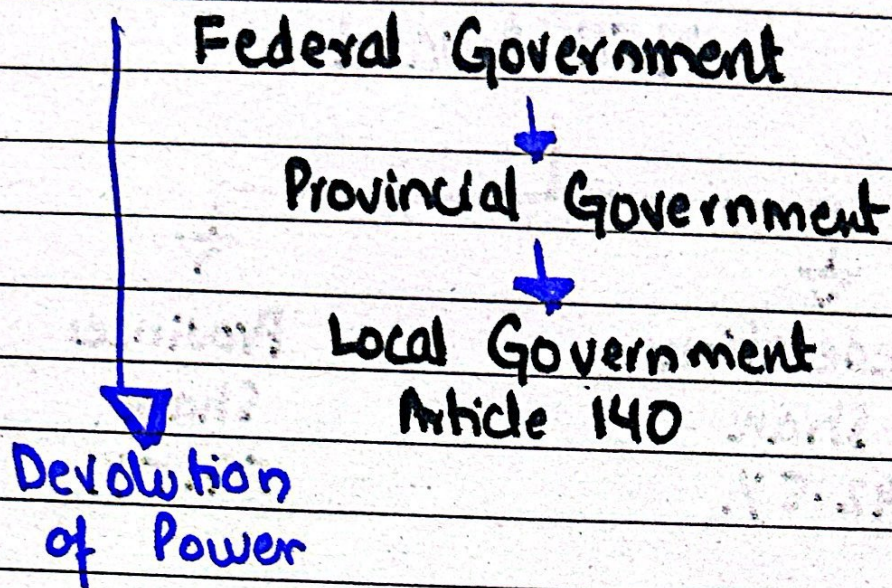 Federal Government
Provincial Government
Local Government
Article 140
Devolution
of Power